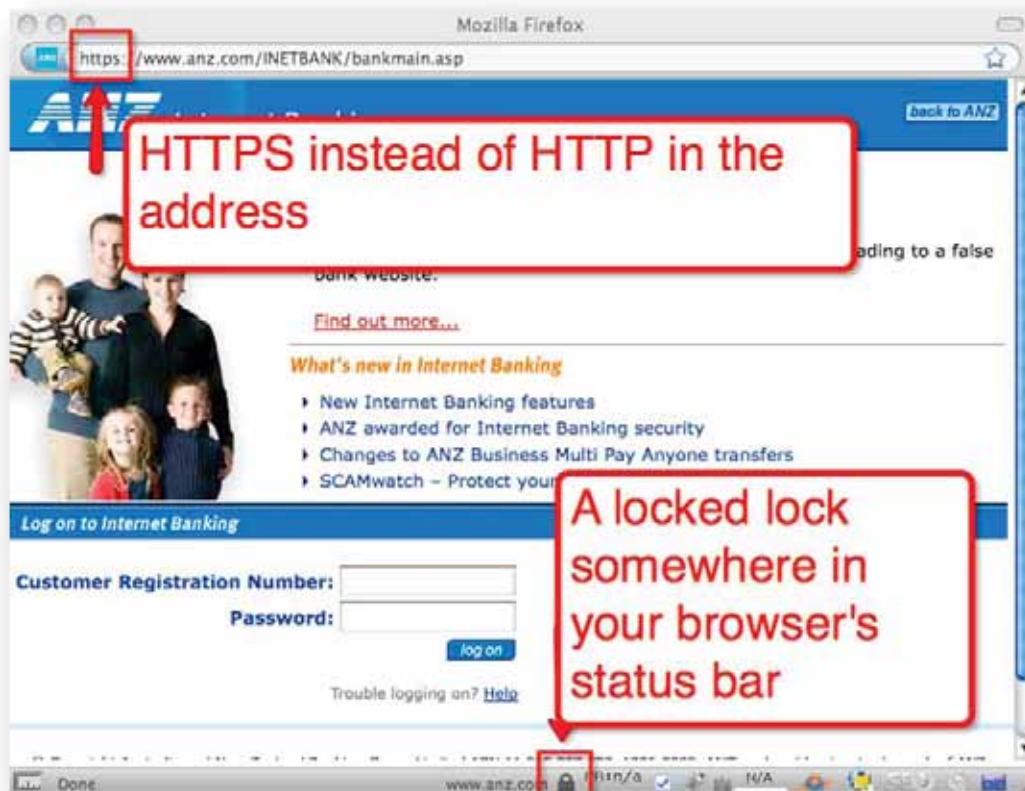 Mozilla Firefox
https://www.anz.com/INETBANK/bankmain.asp
ANZ
back to ANZ
HTTPS instead of HTTP in the
address
ading to a false
bank website.
Find out more...
What's new in Internet Banking
New Internet Banking features
ANZ awarded for Internet Banking security
Changes to ANZ Business Multi Pay Anyone transfers
SCAMwatch – Protect your
A locked lock
somewhere in
your browser's
status bar
Log on to Internet Banking
Customer Registration Number:
Password:
log on
Trouble logging on? Help
Done
www.anz.com
N/A